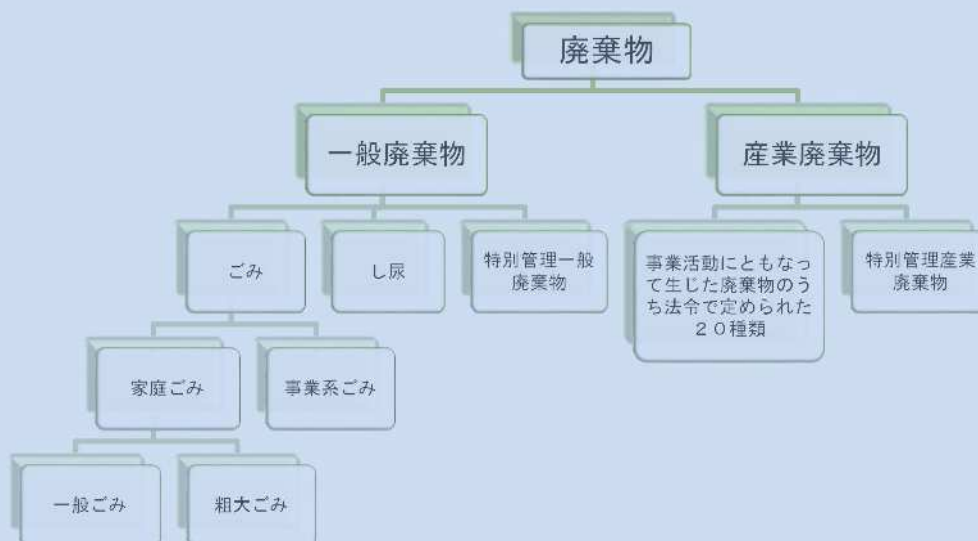 廃棄物
一般廃棄物
産業廃棄物
ごみ
し尿
特別管理一般
廃棄物
事業活動にともなっ
て生じた廃棄物のう
ち法令で定められた
２０種類
特別管理産業
廃棄物
家庭ごみ
事業系ごみ
一般ごみ
粗大ごみ